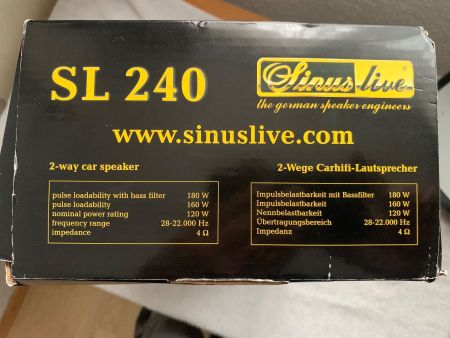 SL 240
Sinus live
the german speaker engineers
www.sinuslive.com
2-way car speaker
pulse loadability with bass filter 180 W
pulse loadability 160 W
nominal power rating 120 W
frequency range 28-22.000 Hz
impedance 4 Ω
2-Wege Carhifi-Lautsprecher
Impulsbelastbarkeit mit Bassfilter 180 W
Impulsbelastbarkeit 160 W
Nennbelastbarkeit 120 W
Übertragungsbereich 28-22.000 Hz
Impedanz 4 Ω